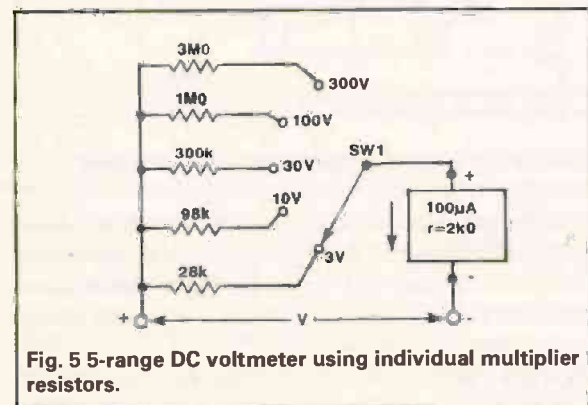 3M0
300V
1M0
100V
300k
30V
SW1
10V
98k
3V
28k
+
100µA
r=2k0
-
+
V
-
Fig. 5 5-range DC voltmeter using individual multiplier
resistors.